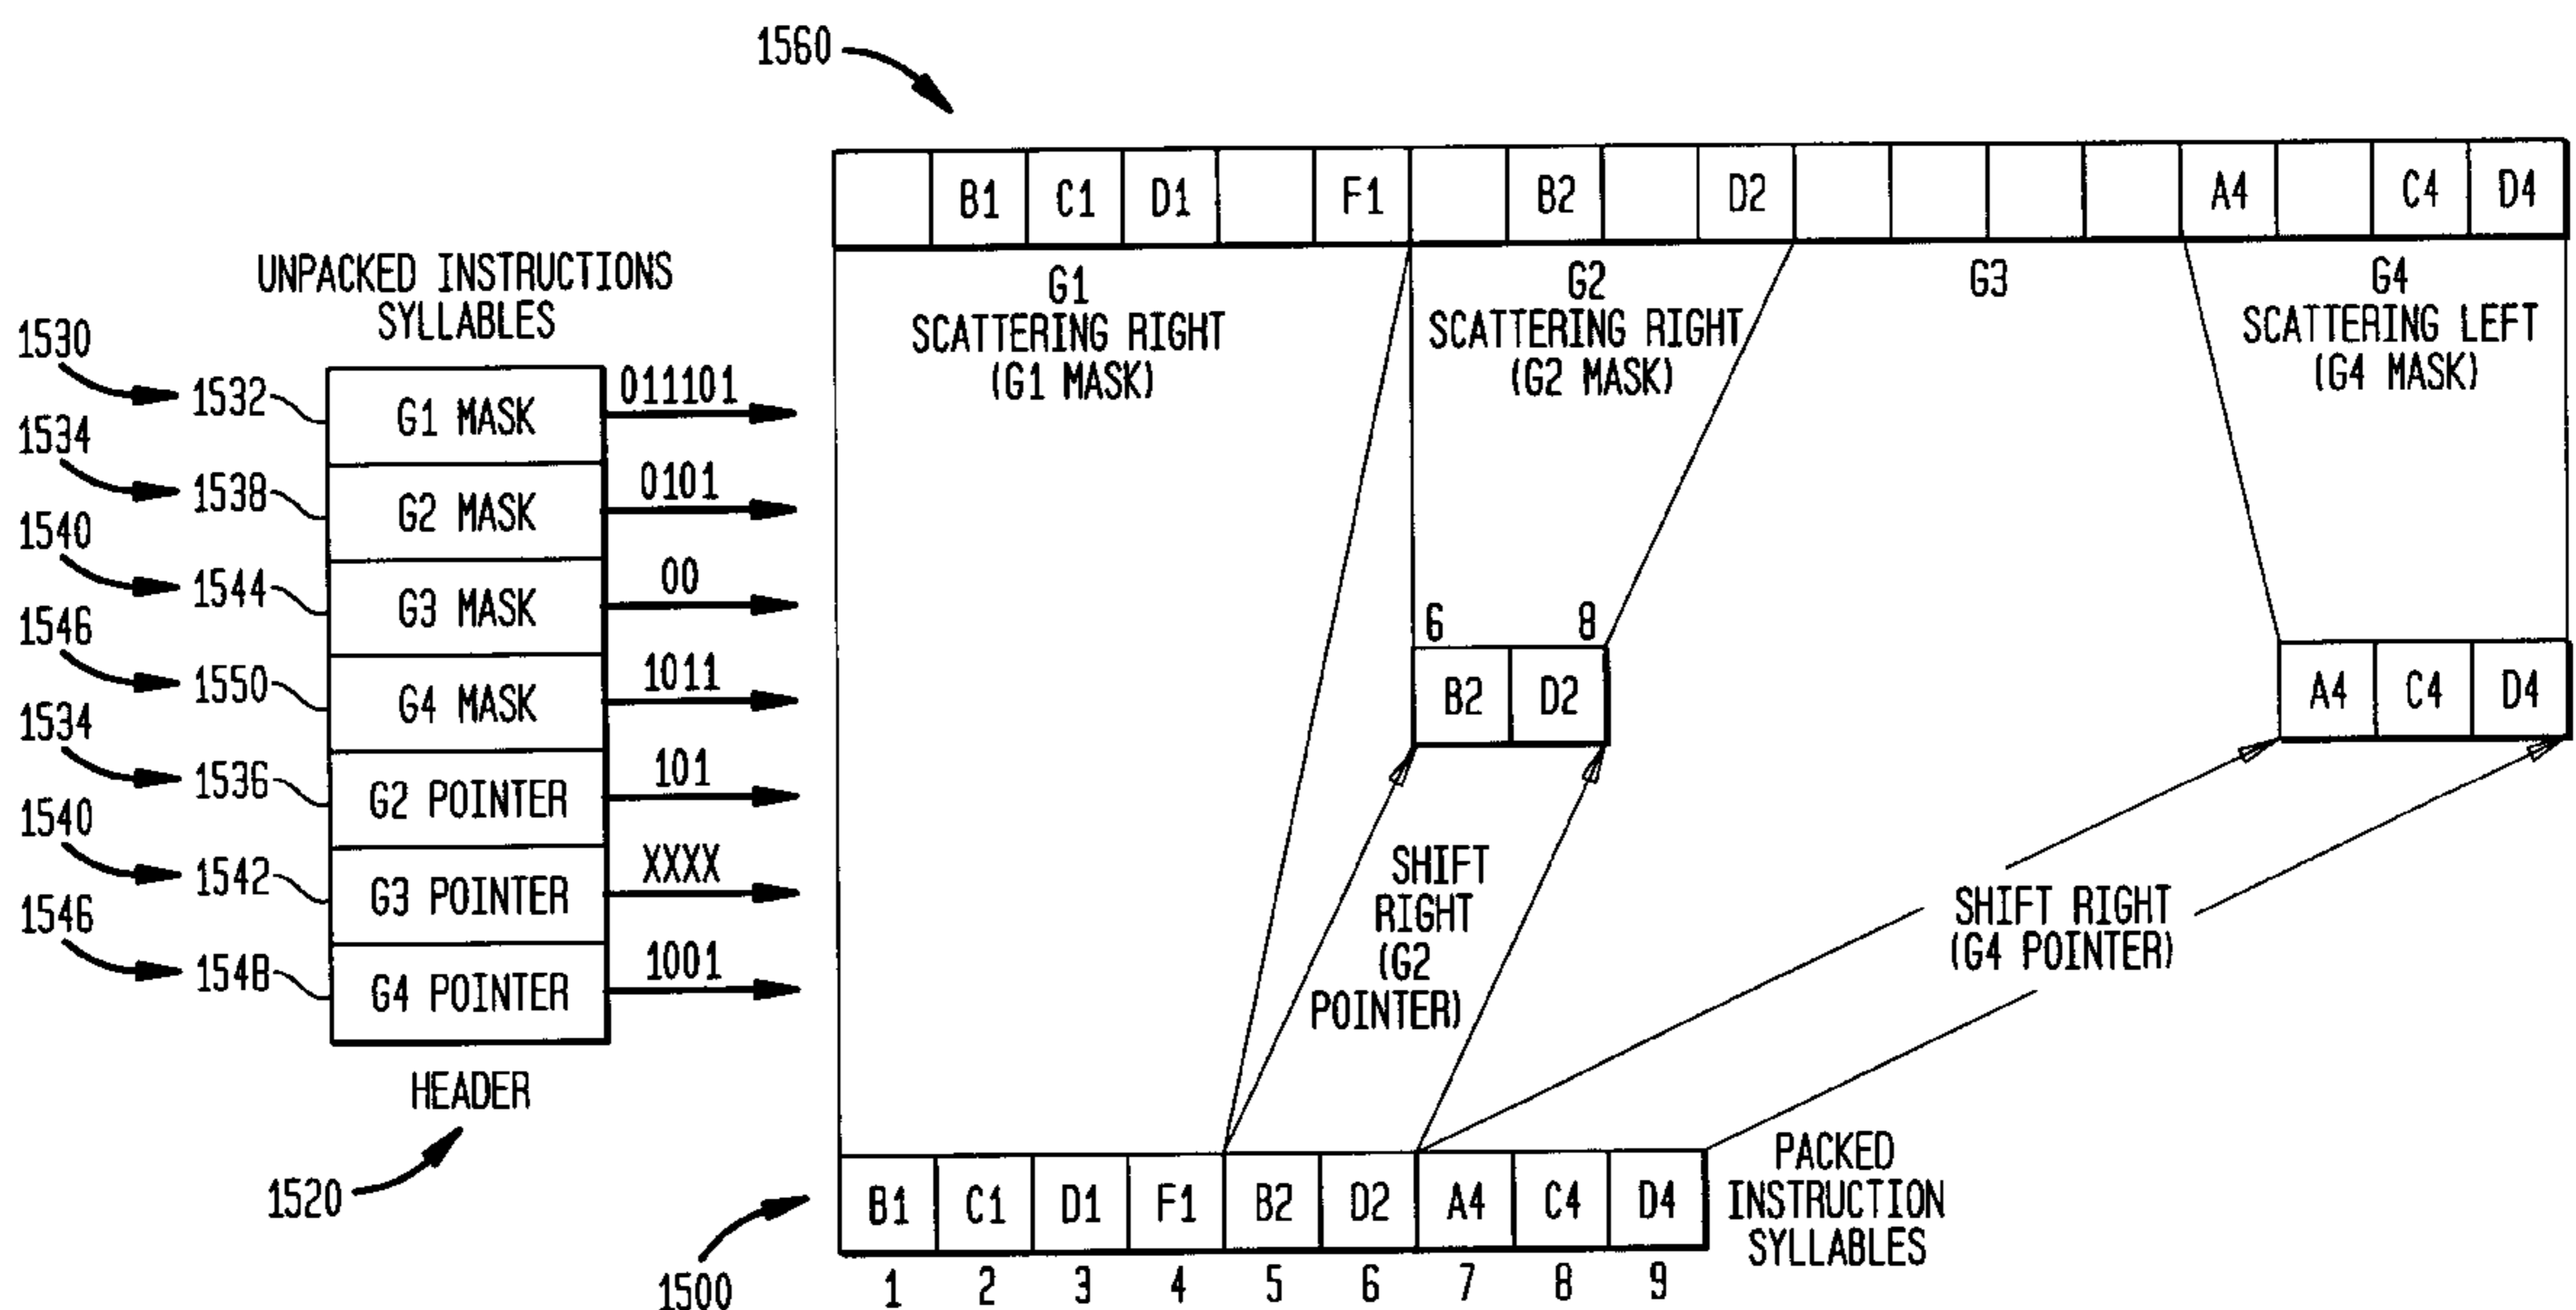 1560
B1 C1 D1 F1 B2 D2 A4 C4 D4
UNPACKED INSTRUCTIONS
SYLLABLES
1530
1532
G1 MASK
011101
1534
1538
G2 MASK
0101
1540
1544
G3 MASK
00
1546
1550
G4 MASK
1011
1534
1536
G2 POINTER
101
1540
1542
G3 POINTER
XXXX
1546
1548
G4 POINTER
1001
HEADER
1520
G1
SCATTERING RIGHT
(G1 MASK)
G2
SCATTERING RIGHT
(G2 MASK)
G3
G4
SCATTERING LEFT
(G4 MASK)
6 8
B2 D2
A4 C4 D4
SHIFT
RIGHT
(G2
POINTER)
SHIFT RIGHT
(G4 POINTER)
1500
B1 C1 D1 F1 B2 D2 A4 C4 D4
1 2 3 4 5 6 7 8 9
PACKED
INSTRUCTION
SYLLABLES